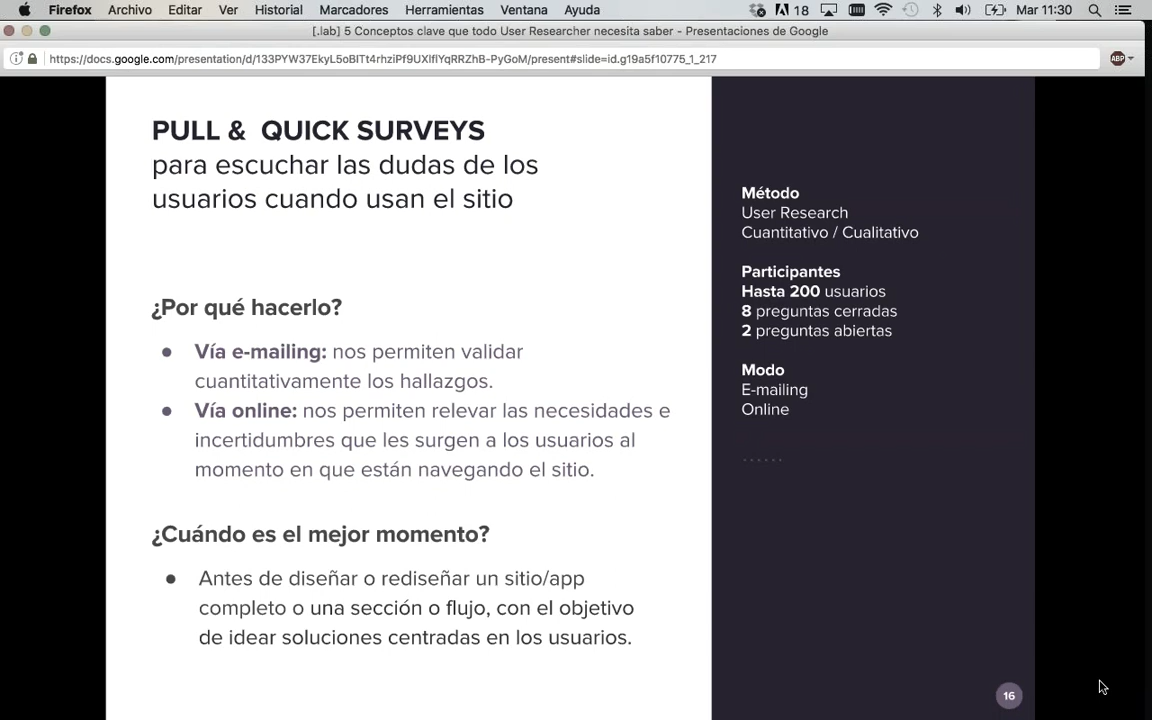 Firefox Archivo Editar Ver Historial Marcadores Herramientas Ventana Ayuda 18 Mar 11:30
[.lab] 5 Conceptos clave que todo User Researcher necesita saber - Presentaciones de Google
https://docs.google.com/presentation/d/133PYW37EkyL5oBITt4rhziPf9UXlflYqRRZhB-PyGoM/present#slide=id.g19a5f10775_1_217
ABP
PULL & QUICK SURVEYS
para escuchar las dudas de los
usuarios cuando usan el sitio
¿Por qué hacerlo?
● Vía e-mailing: nos permiten validar
cuantitativamente los hallazgos.
● Vía online: nos permiten relevar las necesidades e
incertidumbres que les surgen a los usuarios al
momento en que están navegando el sitio.
¿Cuándo es el mejor momento?
● Antes de diseñar o rediseñar un sitio/app
completo o una sección o flujo, con el objetivo
de idear soluciones centradas en los usuarios.
Método
User Research
Cuantitativo / Cualitativo
Participantes
Hasta 200 usuarios
8 preguntas cerradas
2 preguntas abiertas
Modo
E-mailing
Online
......
16